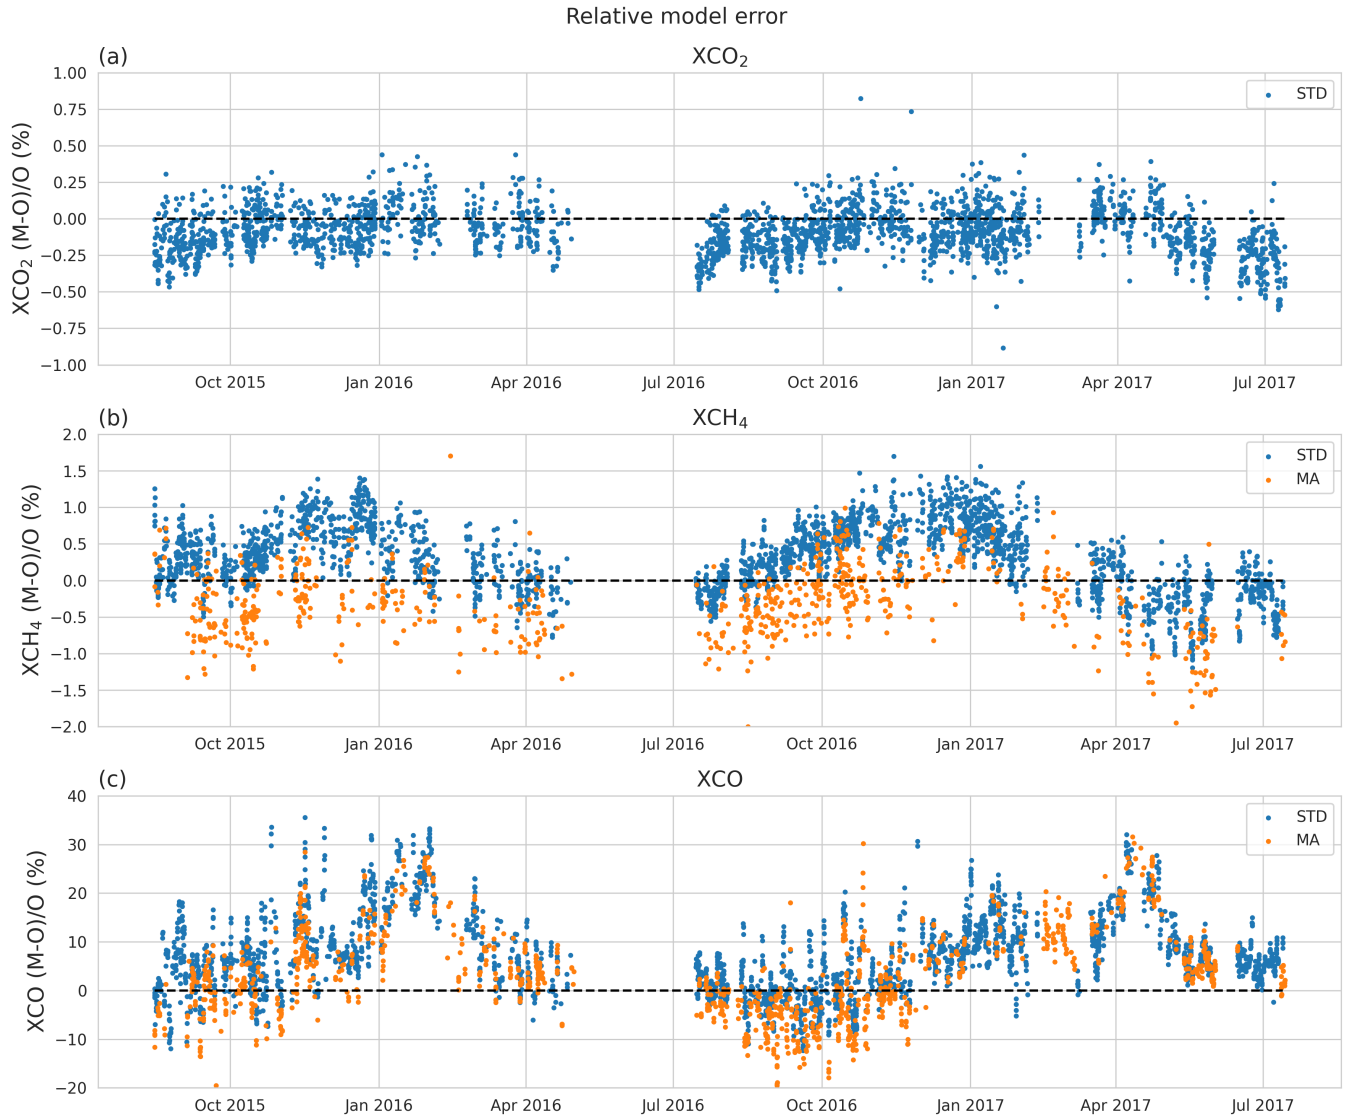 Relative model error
(a)
XCO₂
XCO₂ (M-O)/O (%)
1.00
0.75
0.50
0.25
0.00
−0.25
−0.50
−0.75
−1.00
STD
Oct 2015
Jan 2016
Apr 2016
Jul 2016
Oct 2016
Jan 2017
Apr 2017
Jul 2017
(b)
XCH₄
XCH₄ (M-O)/O (%)
2.0
1.5
1.0
0.5
0.0
−0.5
−1.0
−1.5
−2.0
STD
MA
Oct 2015
Jan 2016
Apr 2016
Jul 2016
Oct 2016
Jan 2017
Apr 2017
Jul 2017
(c)
XCO
XCO (M-O)/O (%)
40
30
20
10
0
−10
−20
STD
MA
Oct 2015
Jan 2016
Apr 2016
Jul 2016
Oct 2016
Jan 2017
Apr 2017
Jul 2017